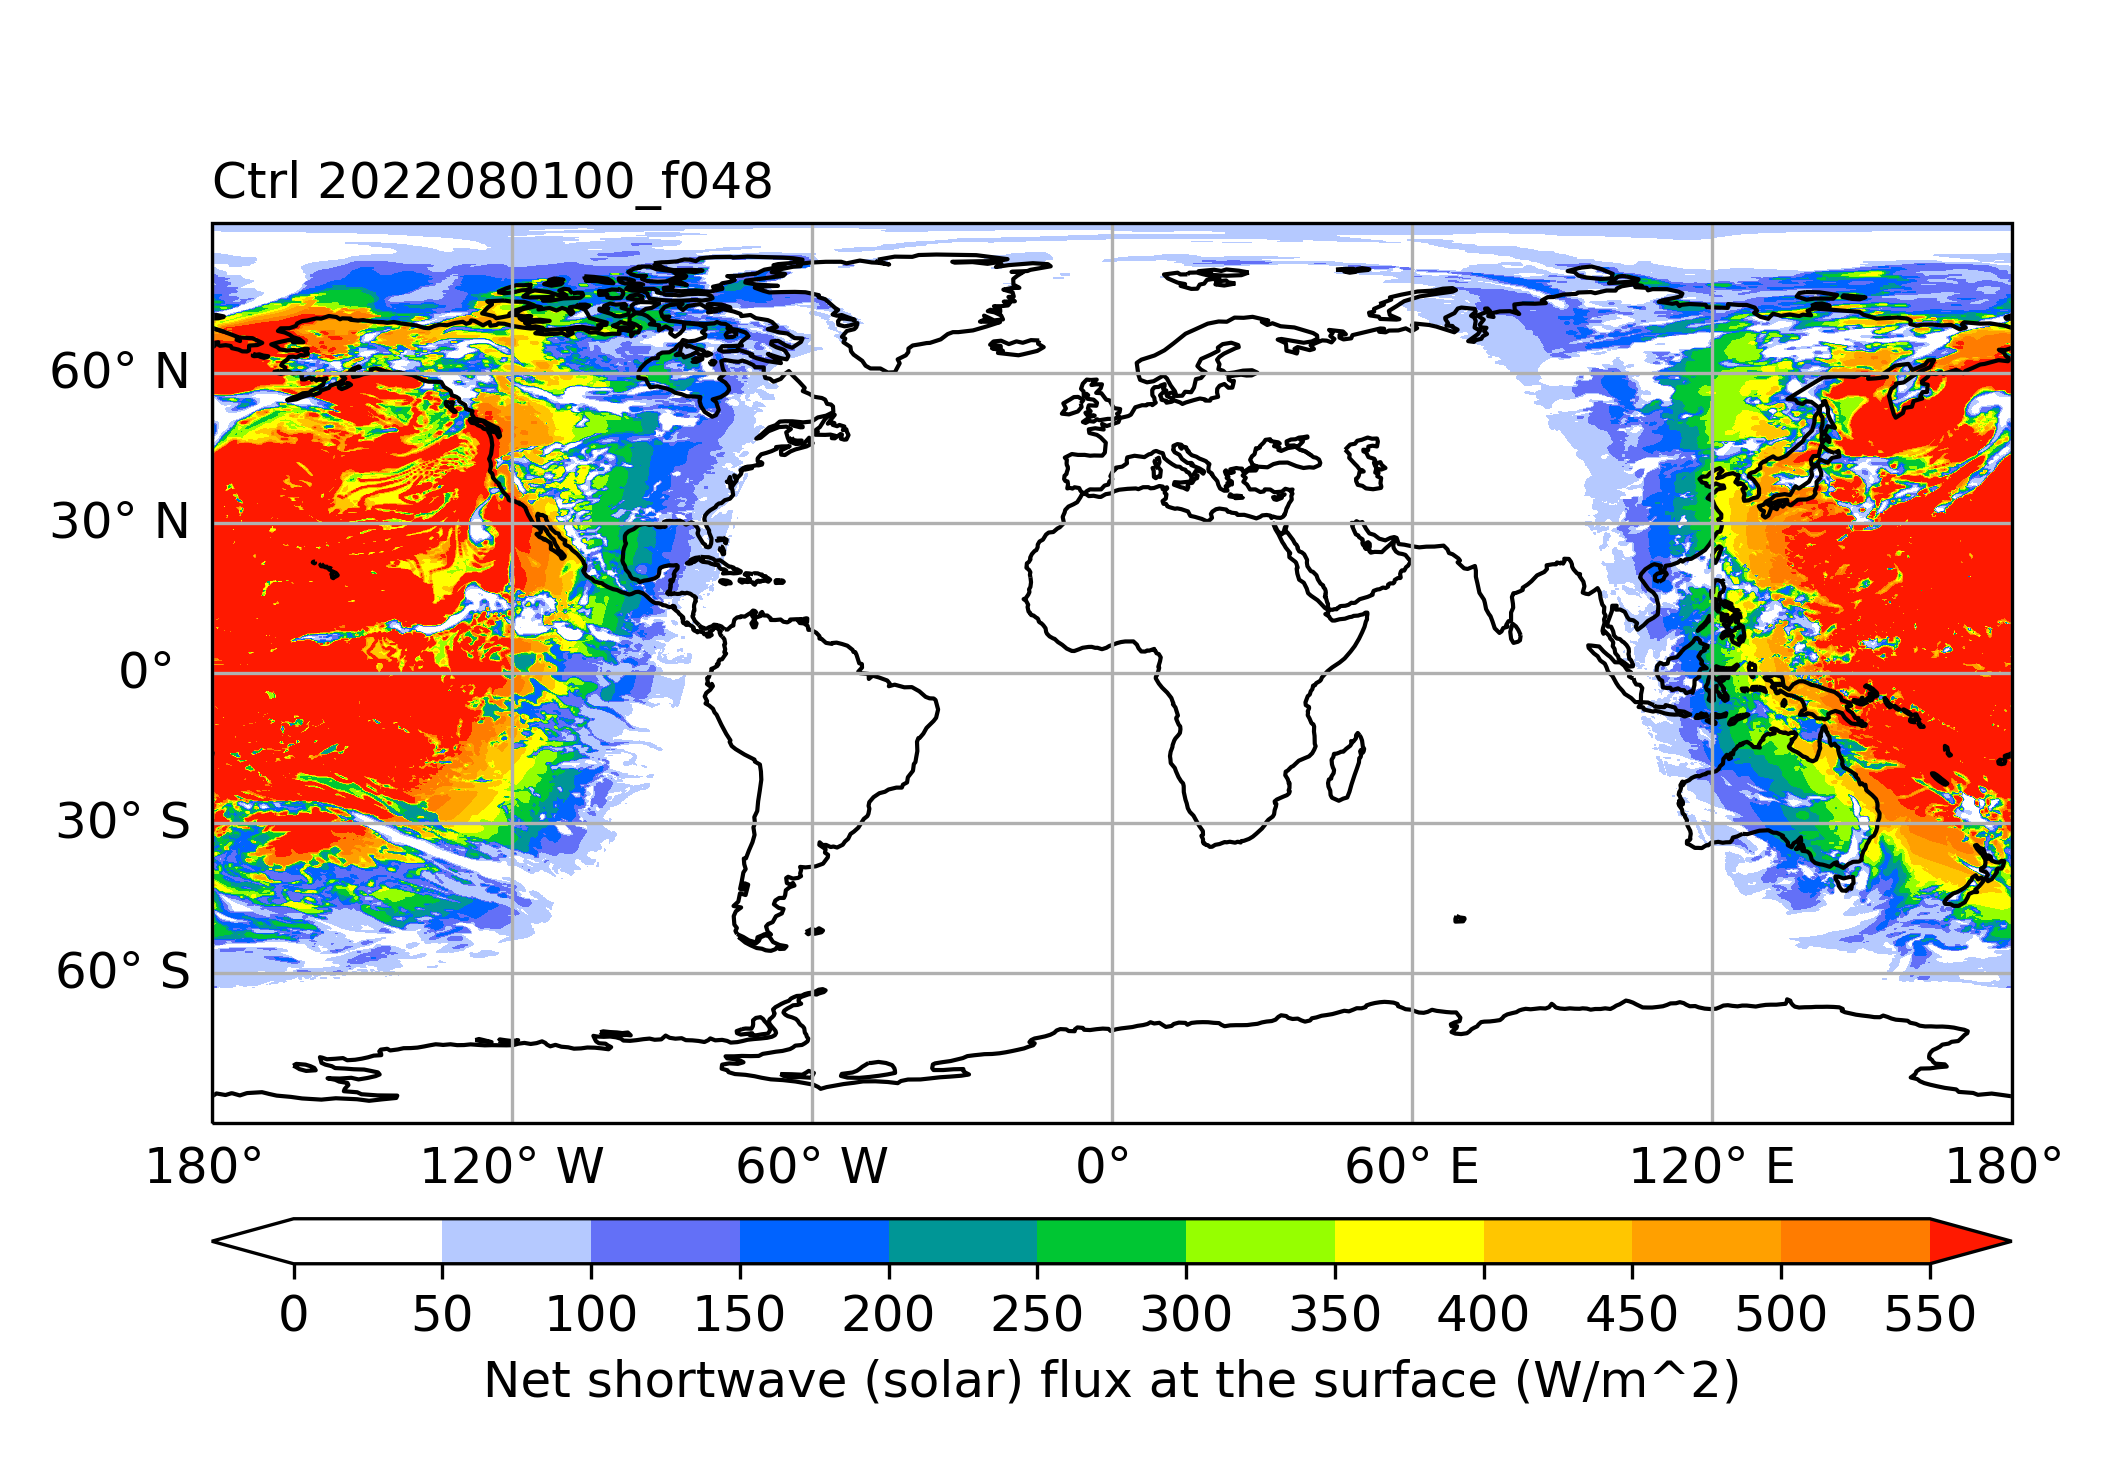 Ctrl 2022080100_f048
60° N
30° N
0°
30° S
60° S
180° 120° W 60° W 0° 60° E 120° E 180°
0 50 100 150 200 250 300 350 400 450 500 550
Net shortwave (solar) flux at the surface (W/m^2)